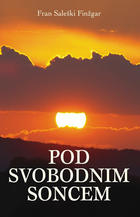 Fran Saleški Finžgar
POD
SVOBODNIM
SONCEM